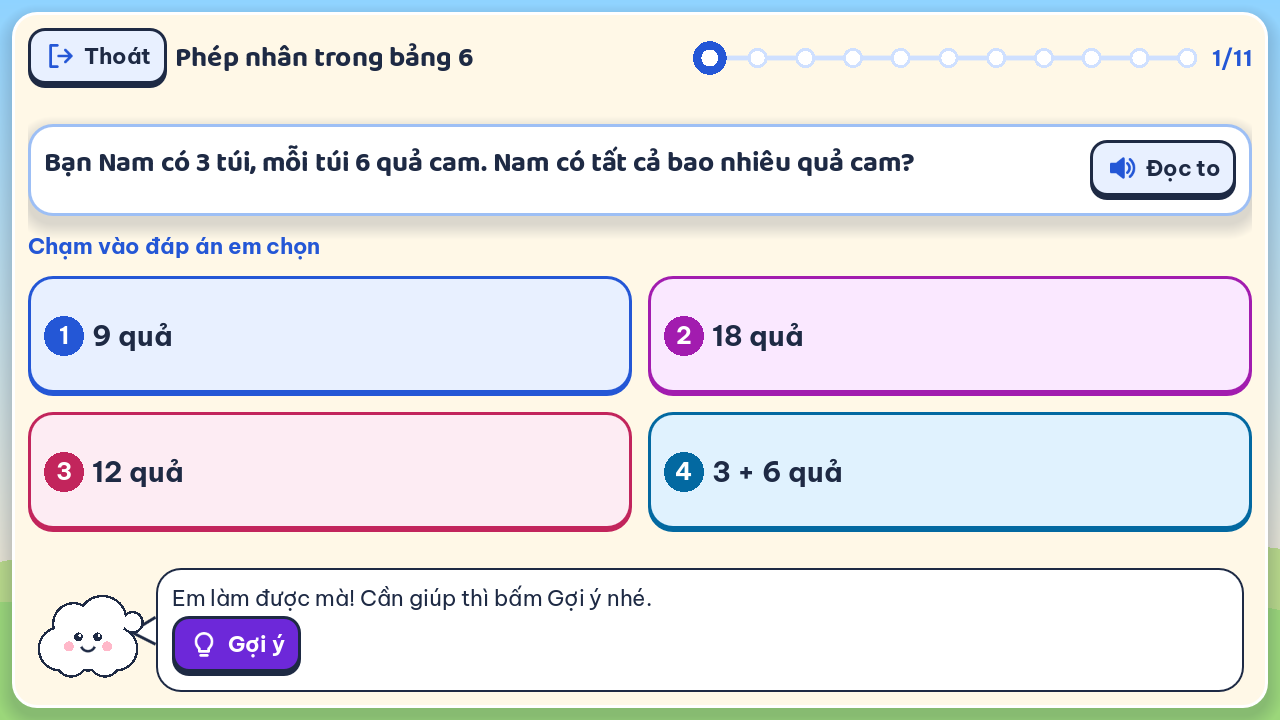 Thoát
Phép nhân trong bảng 6
1/11
Bạn Nam có 3 túi, mỗi túi 6 quả cam. Nam có tất cả bao nhiêu quả cam?
Đọc to
Chạm vào đáp án em chọn
1 9 quả
2 18 quả
3 12 quả
4 3 + 6 quả
Em làm được mà! Cần giúp thì bấm Gợi ý nhé.
Gợi ý